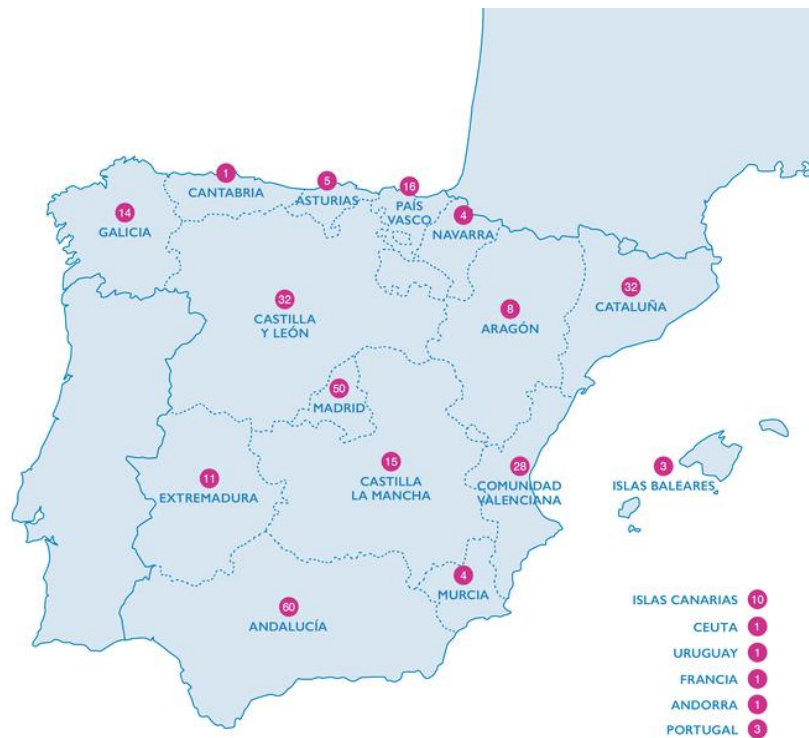 1
CANTABRIA
5
ASTURIAS
16
PAÍS
VASCO
4
NAVARRA
14
GALICIA
32
CASTILLA
Y LEÓN
8
ARAGÓN
32
CATALUÑA
50
MADRID
11
EXTREMADURA
15
CASTILLA
LA MANCHA
28
COMUNIDAD
VALENCIANA
3
ISLAS BALEARES
4
MURCIA
60
ANDALUCÍA
ISLAS CANARIAS 10
CEUTA 1
URUGUAY 1
FRANCIA 1
ANDORRA 1
PORTUGAL 3